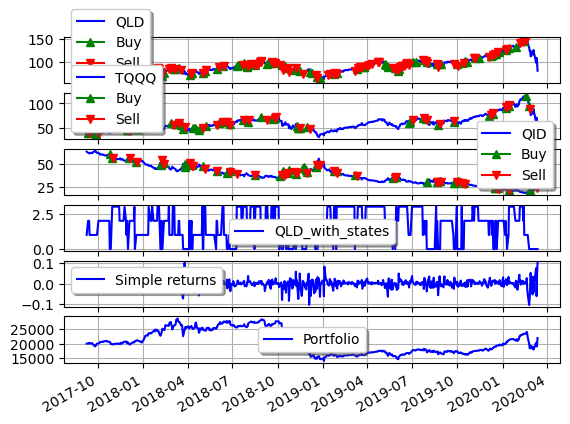 QLD
Buy
Sell
150
100
TQQQ
Buy
Sell
100
50
QID
Buy
Sell
50
25
QLD_with_states
2.5
0.0
Simple returns
0.1
0.0
-0.1
Portfolio
25000
20000
15000
2017-10
2018-01
2018-04
2018-07
2018-10
2019-01
2019-04
2019-07
2019-10
2020-01
2020-04